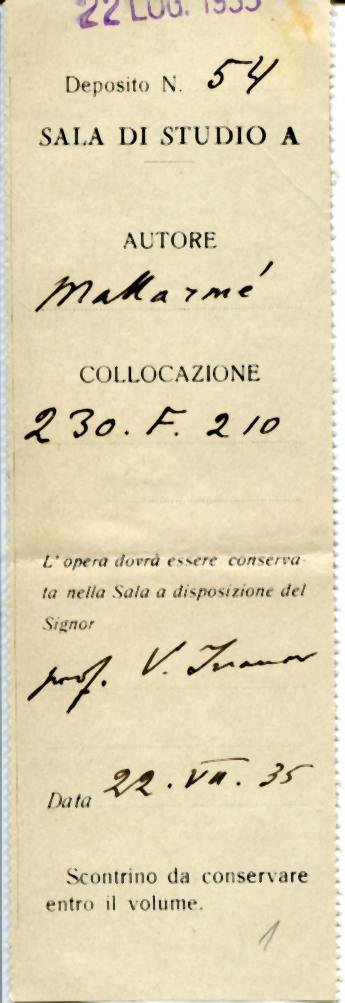 22 LUG. 1935
Deposito N. 54
SALA DI STUDIO A
AUTORE
Mallarmé
COLLOCAZIONE
230. F. 210
L'opera dovrà essere conserva-
ta nella Sala a disposizione del
Signor
prof. V. Ivanov
Data 22. VII. 35
Scontrino da conservare
entro il volume.
1